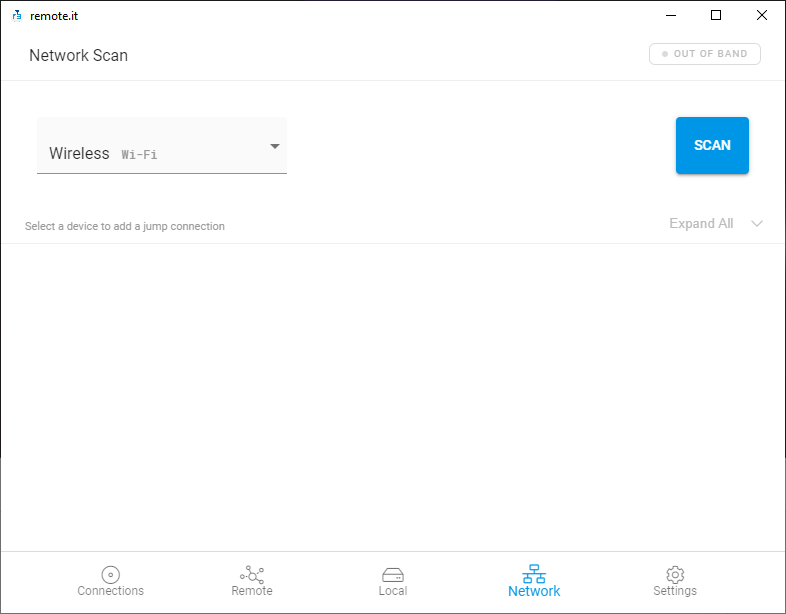 remote.it
Network Scan
OUT OF BAND
Wireless Wi-Fi
SCAN
Select a device to add a jump connection
Expand All
Connections
Remote
Local
Network
Settings